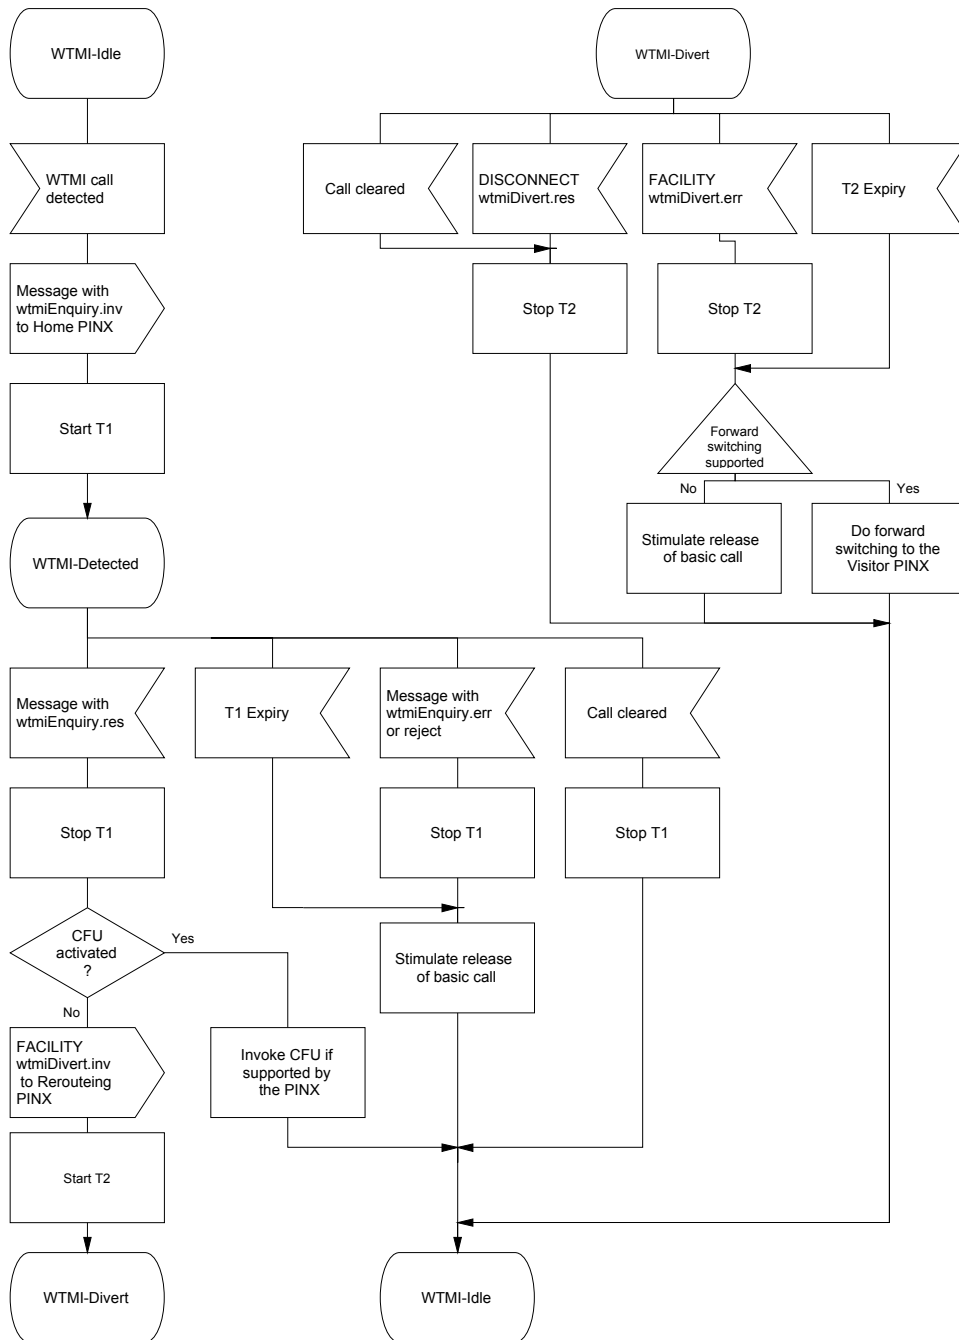 WTMI-Idle
WTMI call
detected
Message with
wtmiEnquiry.inv
to Home PINX
Start T1
WTMI-Detected
WTMI-Divert
Call cleared
DISCONNECT
wtmiDivert.res
FACILITY
wtmiDivert.err
T2 Expiry
Stop T2
Stop T2
Forward
switching
supported
No
Yes
Stimulate release
of basic call
Do forward
switching to the
Visitor PINX
Message with
wtmiEnquiry.res
T1 Expiry
Message with
wtmiEnquiry.err
or reject
Call cleared
Stop T1
Stop T1
Stop T1
CFU
activated
?
Yes
No
Stimulate release
of basic call
FACILITY
wtmiDivert.inv
to Rerouteing
PINX
Invoke CFU if
supported by
the PINX
Start T2
WTMI-Divert
WTMI-Idle